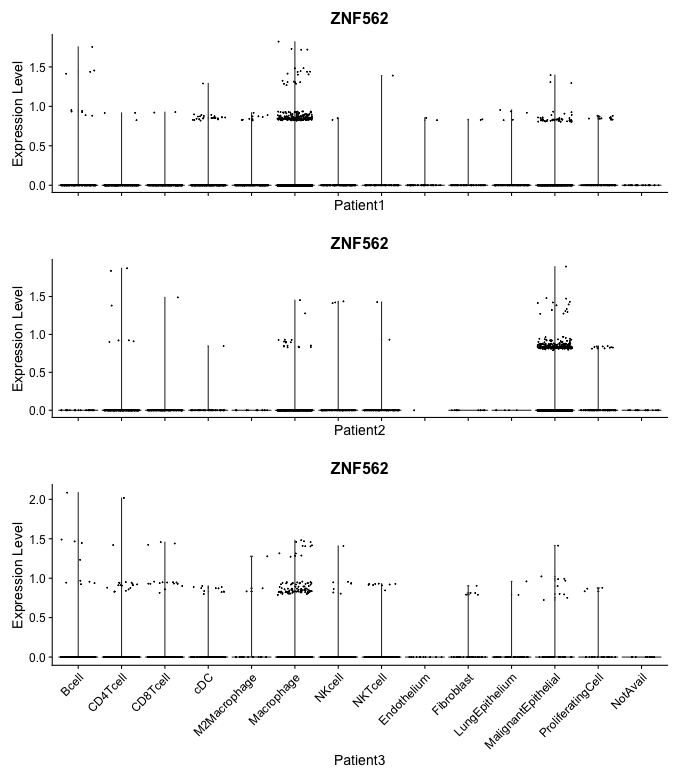 ZNF562
Expression Level
1.5
1.0
0.5
0.0
Patient1
ZNF562
Expression Level
1.5
1.0
0.5
0.0
Patient2
ZNF562
Expression Level
2.0
1.5
1.0
0.5
0.0
Bcell
CD4Tcell
CD8Tcell
cDC
M2Macrophage
Macrophage
NKcell
NKTcell
Endothelium
Fibroblast
LungEpithelium
MalignantEpithelial
ProliferatingCell
NotAvail
Patient3